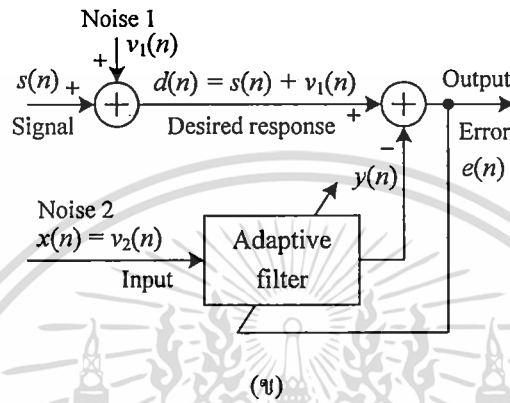 Noise 1
v₁(n)
+
s(n) + d(n) = s(n) + v₁(n) Output
Signal Desired response + Error
− e(n)
y(n)
Noise 2
x(n) = v₂(n) Adaptive
Input filter
(ข)